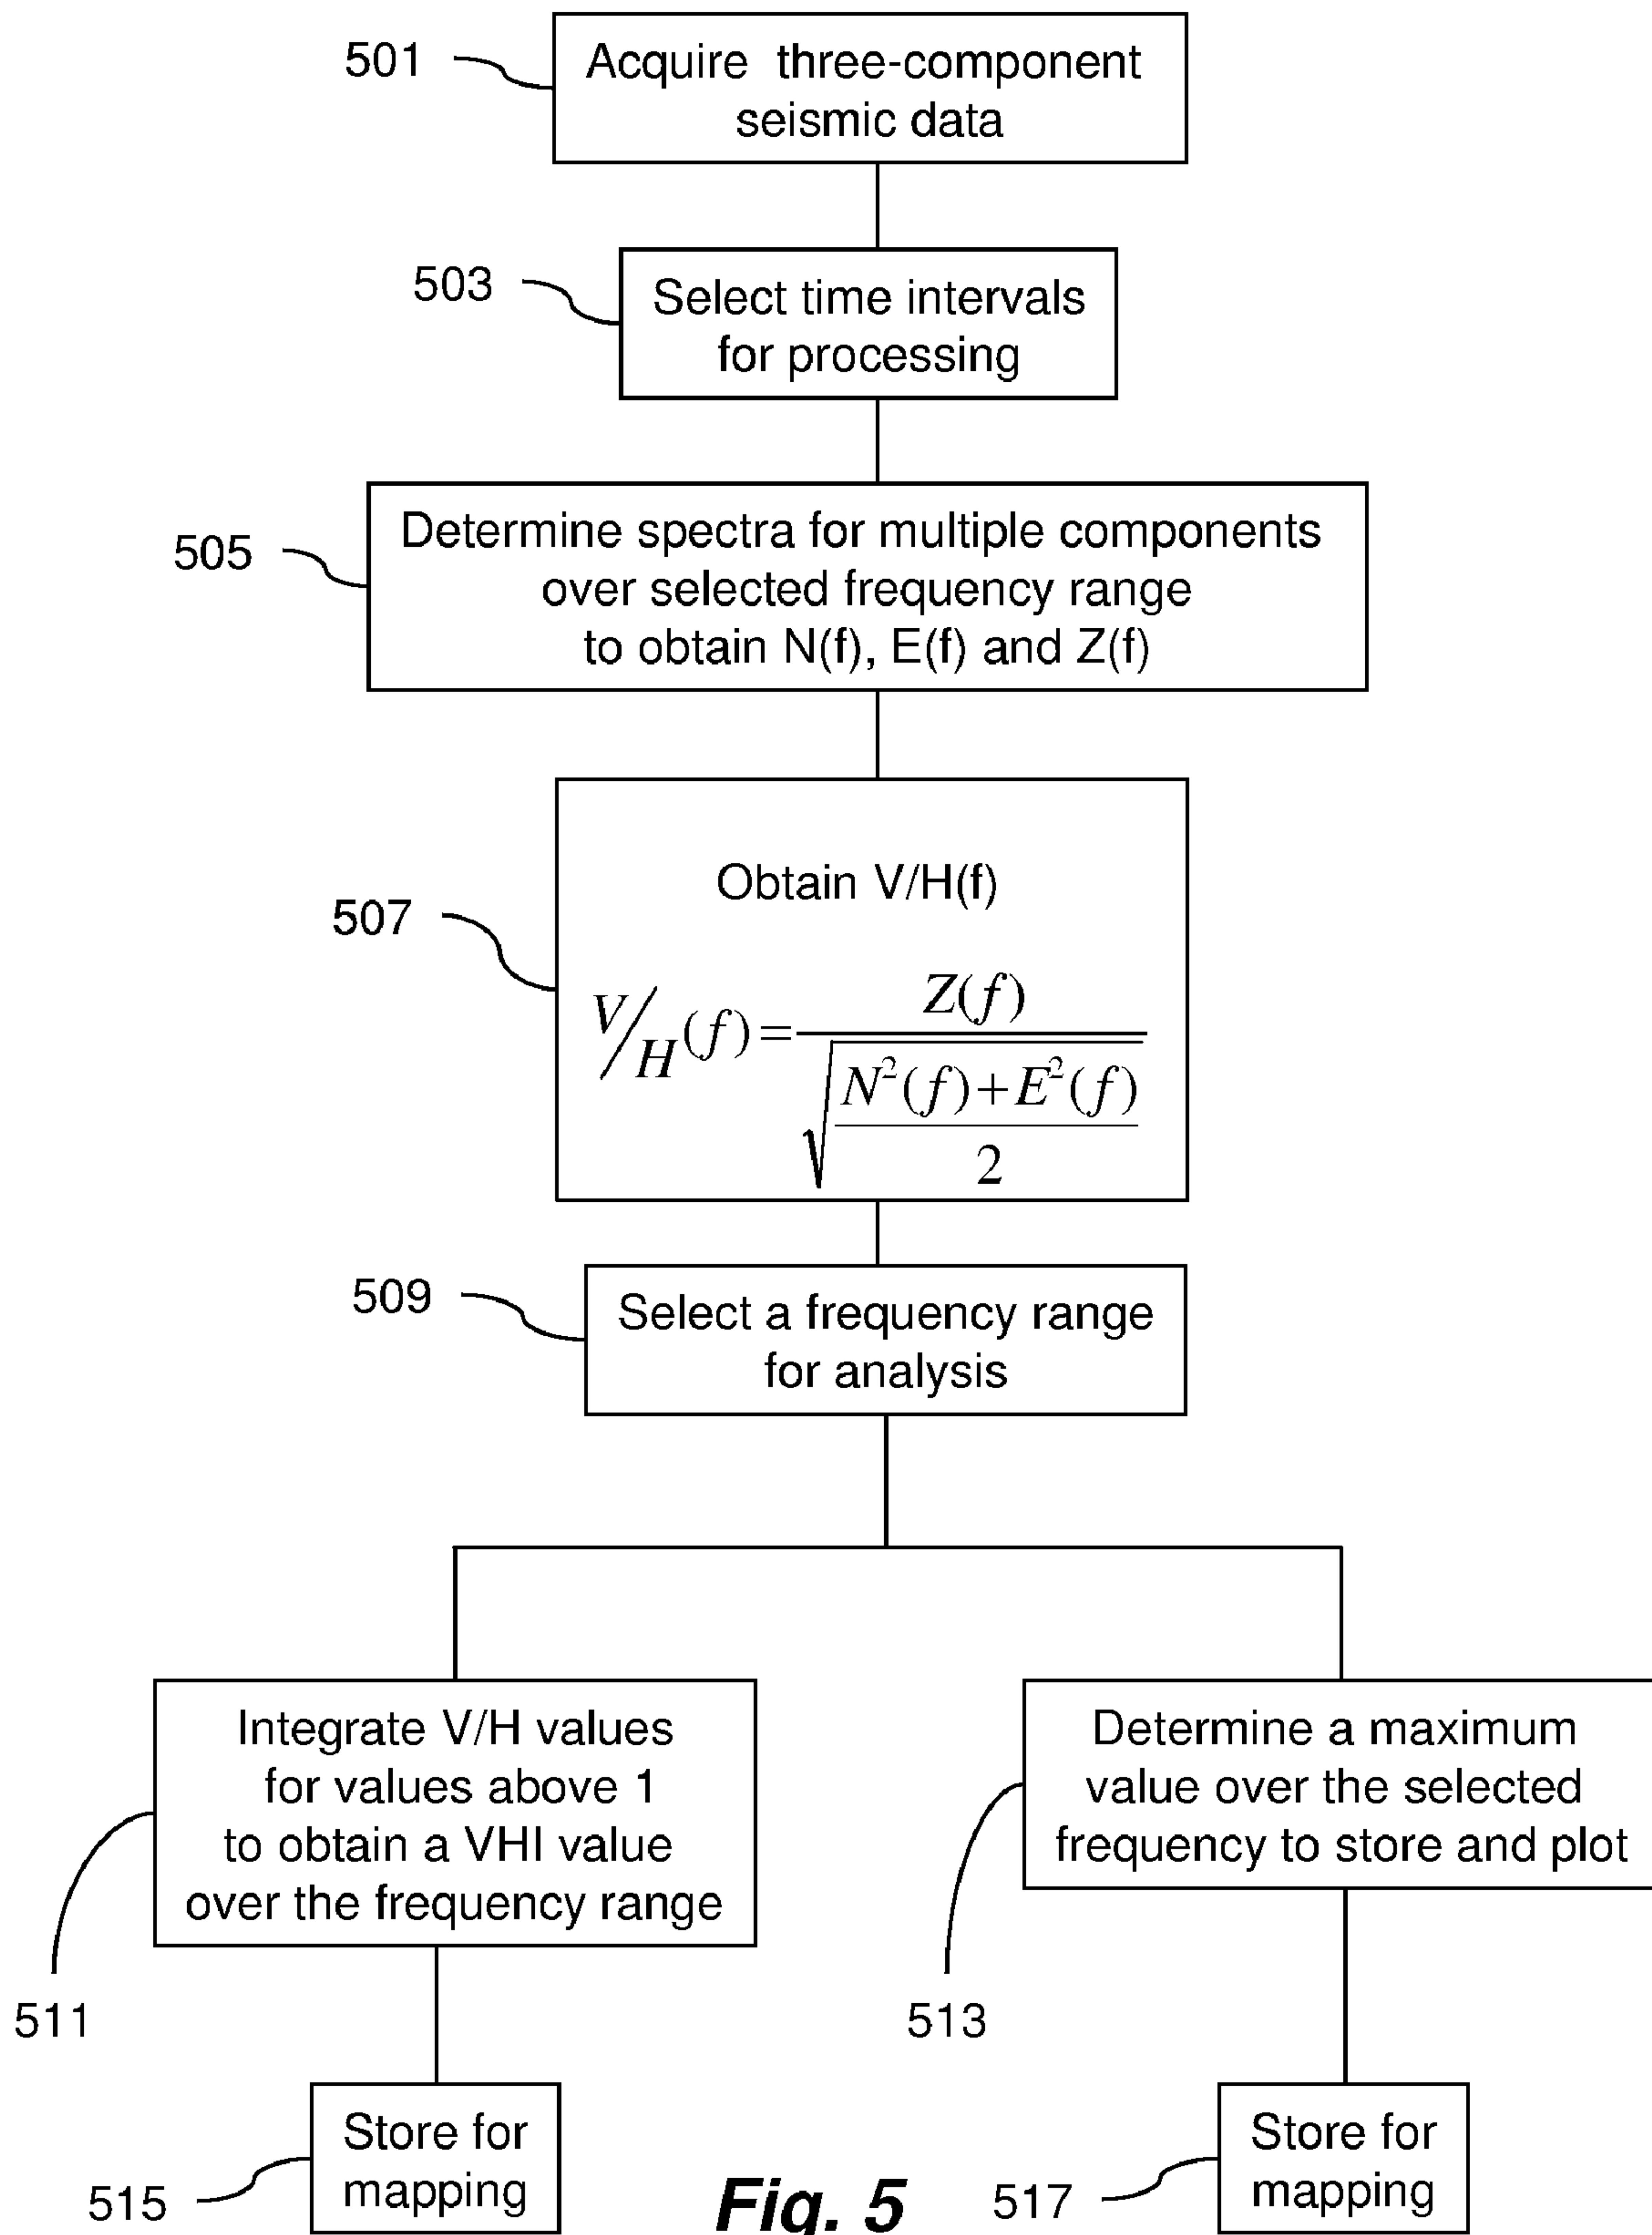 501
Acquire three-component
seismic data
503
Select time intervals
for processing
505
Determine spectra for multiple components
over selected frequency range
to obtain N(f), E(f) and Z(f)
507
Obtain V/H(f)
V/H(f)=Z(f)/√((N²(f)+E²(f))/2)
509
Select a frequency range
for analysis
Integrate V/H values
for values above 1
to obtain a VHI value
over the frequency range
511
Determine a maximum
value over the selected
frequency to store and plot
513
Store for
mapping
515
Store for
mapping
517
Fig. 5